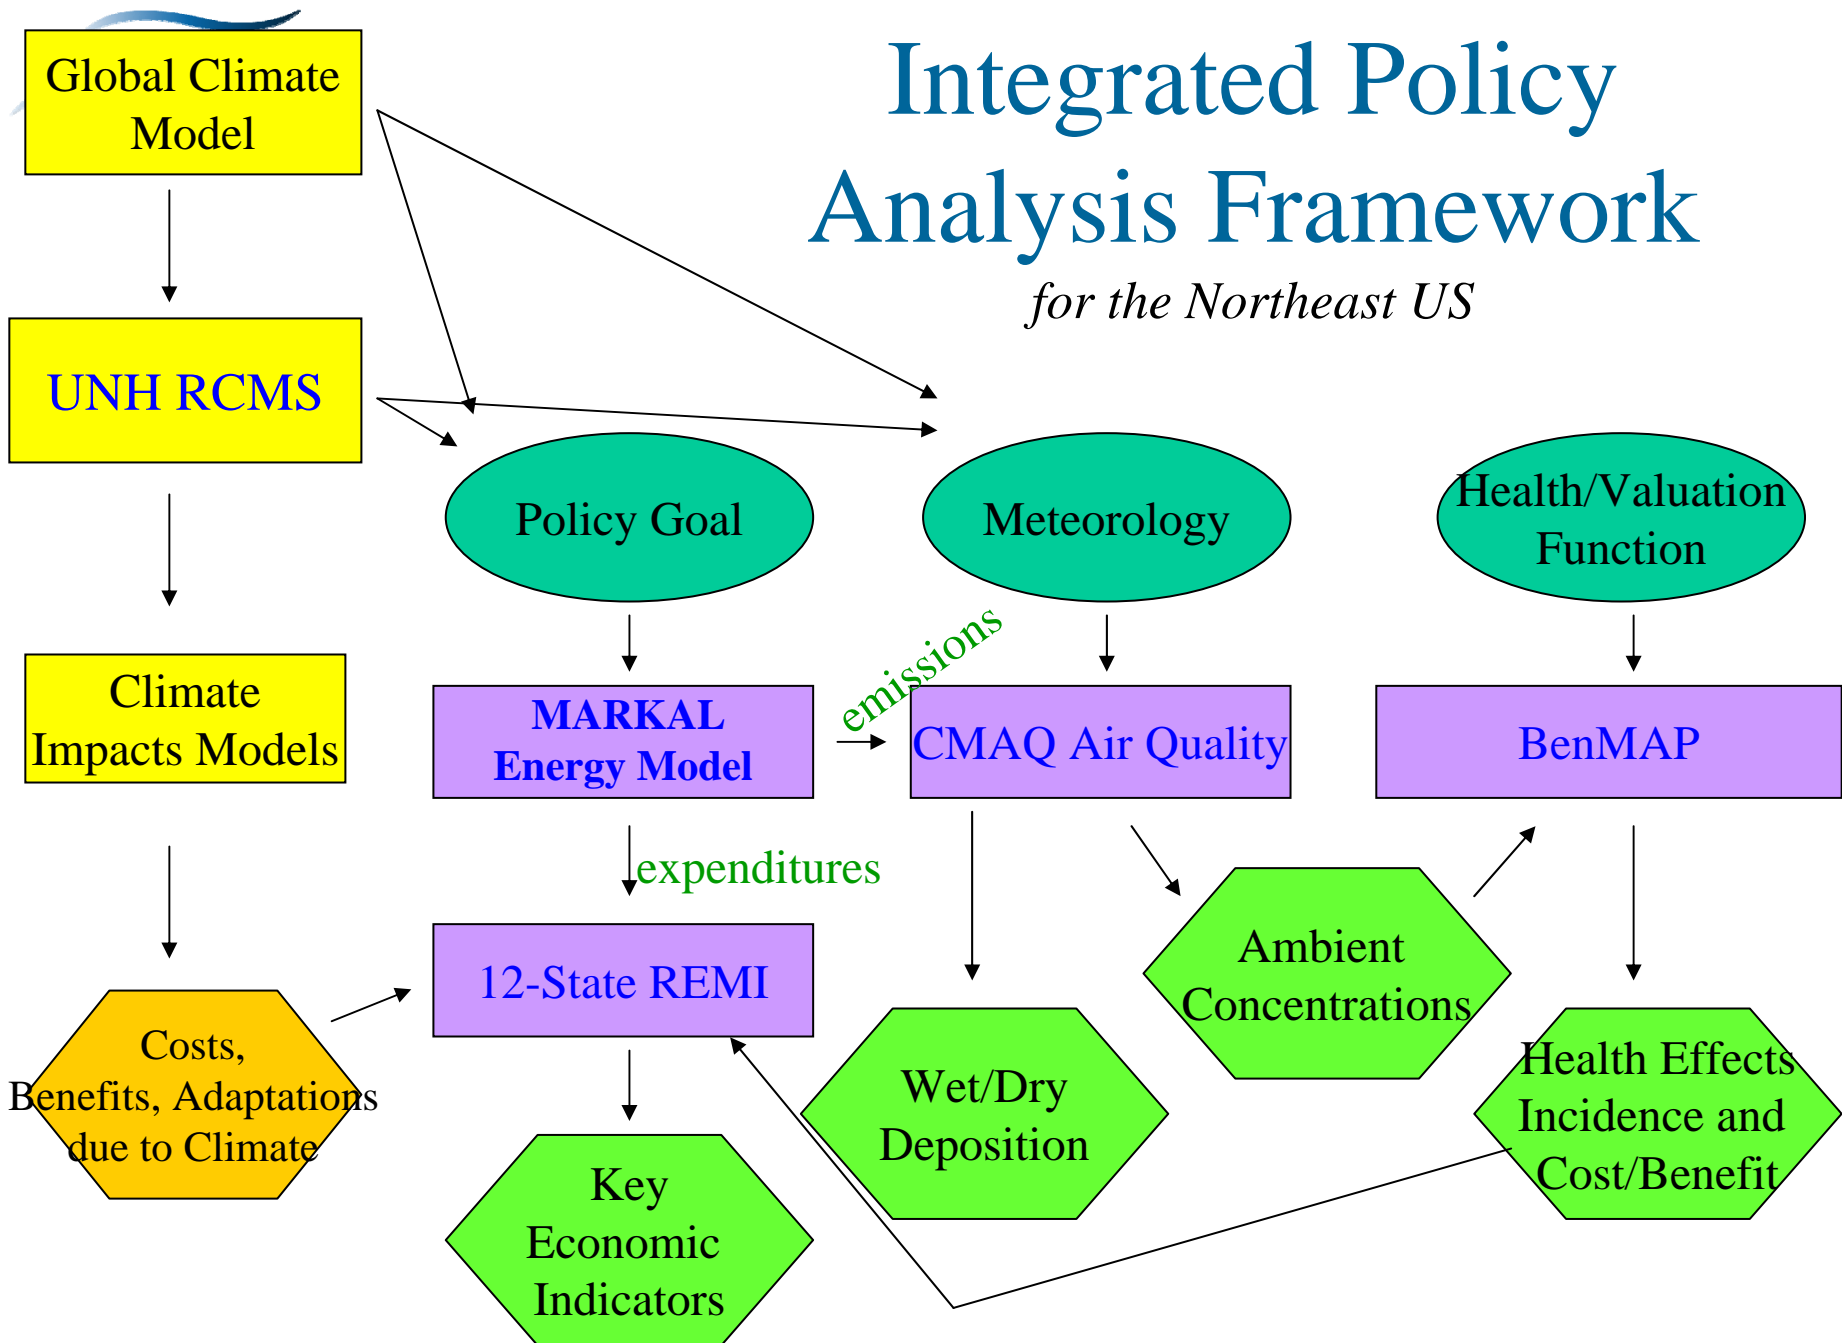 Integrated Policy
Analysis Framework
for the Northeast US
Global Climate
Model
UNH RCMS
Climate
Impacts Models
Costs,
Benefits, Adaptations
due to Climate
Policy Goal
Meteorology
Health/Valuation
Function
MARKAL
Energy Model
emissions
CMAQ Air Quality
BenMAP
expenditures
12-State REMI
Key
Economic
Indicators
Wet/Dry
Deposition
Ambient
Concentrations
Health Effects
Incidence and
Cost/Benefit